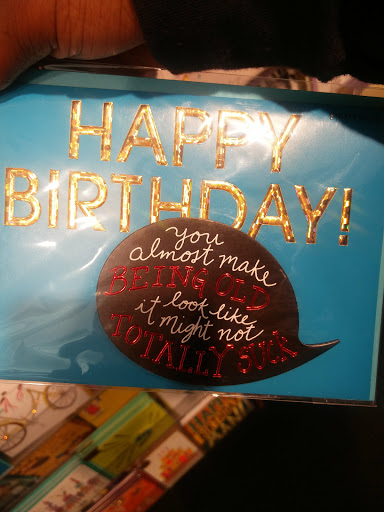 HAPPY
BIRTHDAY!
you
almost make
BEING OLD
it look like
it might not
TOTALLY SUCK